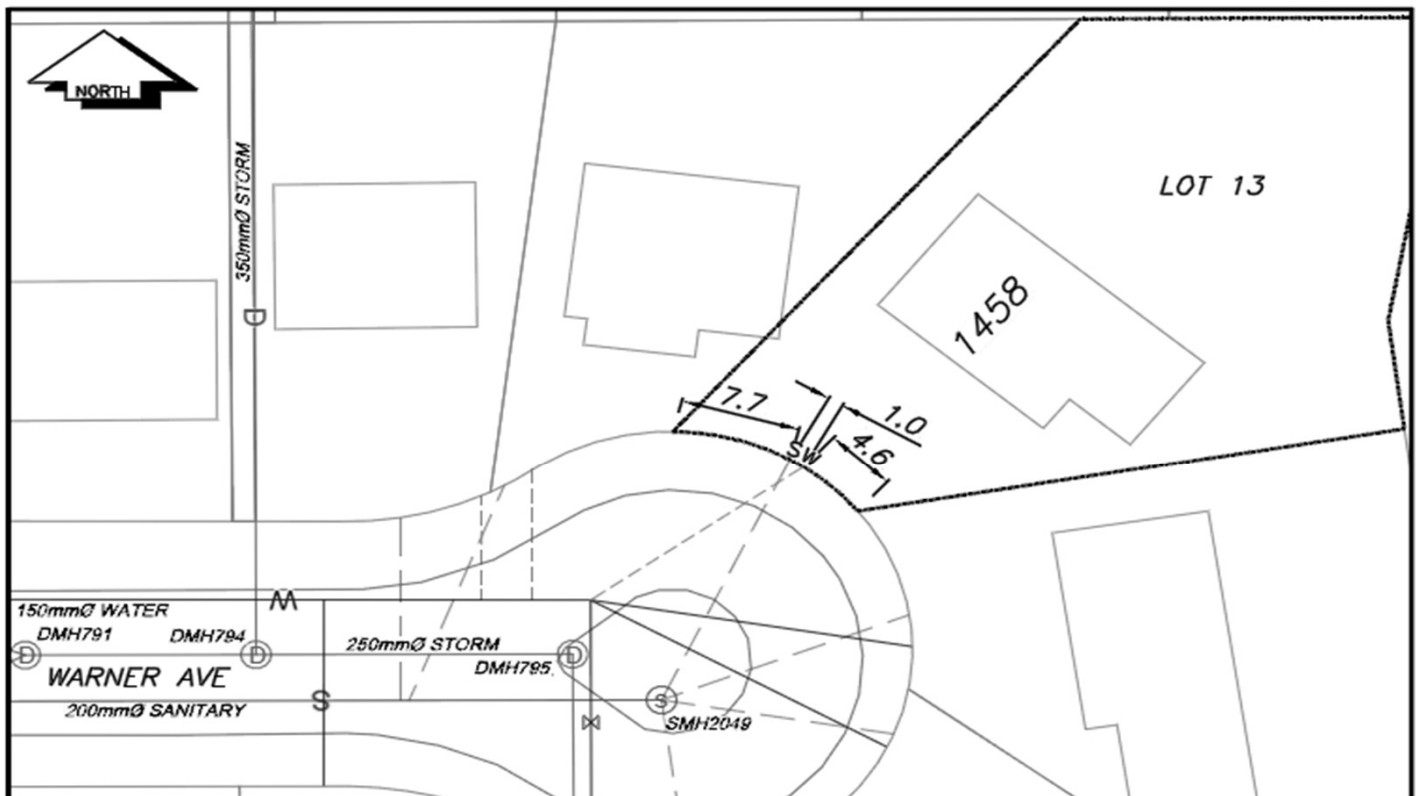 NORTH
350mmØ STORM
LOT 13
1458
7.7
1.0
4.6
SW
D
W
150mmØ WATER
DMH791
DMH794
250mmØ STORM
D
D
D
DMH795
WARNER AVE
S
S
200mmØ SANITARY
SMH2049